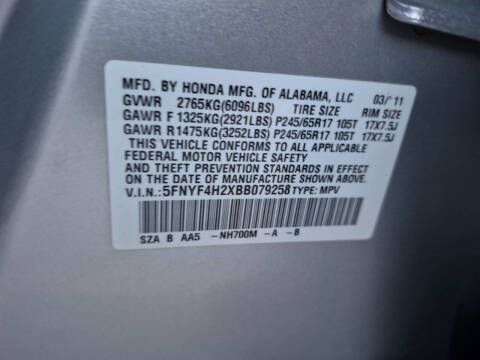 MFD. BY HONDA MFG. OF ALABAMA, LLC 03/'11
GVWR 2765KG(6096LBS) TIRE SIZE RIM SIZE
GAWR F 1325KG(2921LBS) P245/65R17 105T 17X7.5J
GAWR R 1475KG(3252LBS) P245/65R17 105T 17X7.5J
THIS VEHICLE CONFORMS TO ALL APPLICABLE
FEDERAL MOTOR VEHICLE SAFETY
AND THEFT PREVENTION STANDARDS IN EFFECT
ON THE DATE OF MANUFACTURE SHOWN ABOVE.
V.I.N.: 5FNYF4H2XBB079258 TYPE: MPV
SZA B AA5 -NH700M -A -B